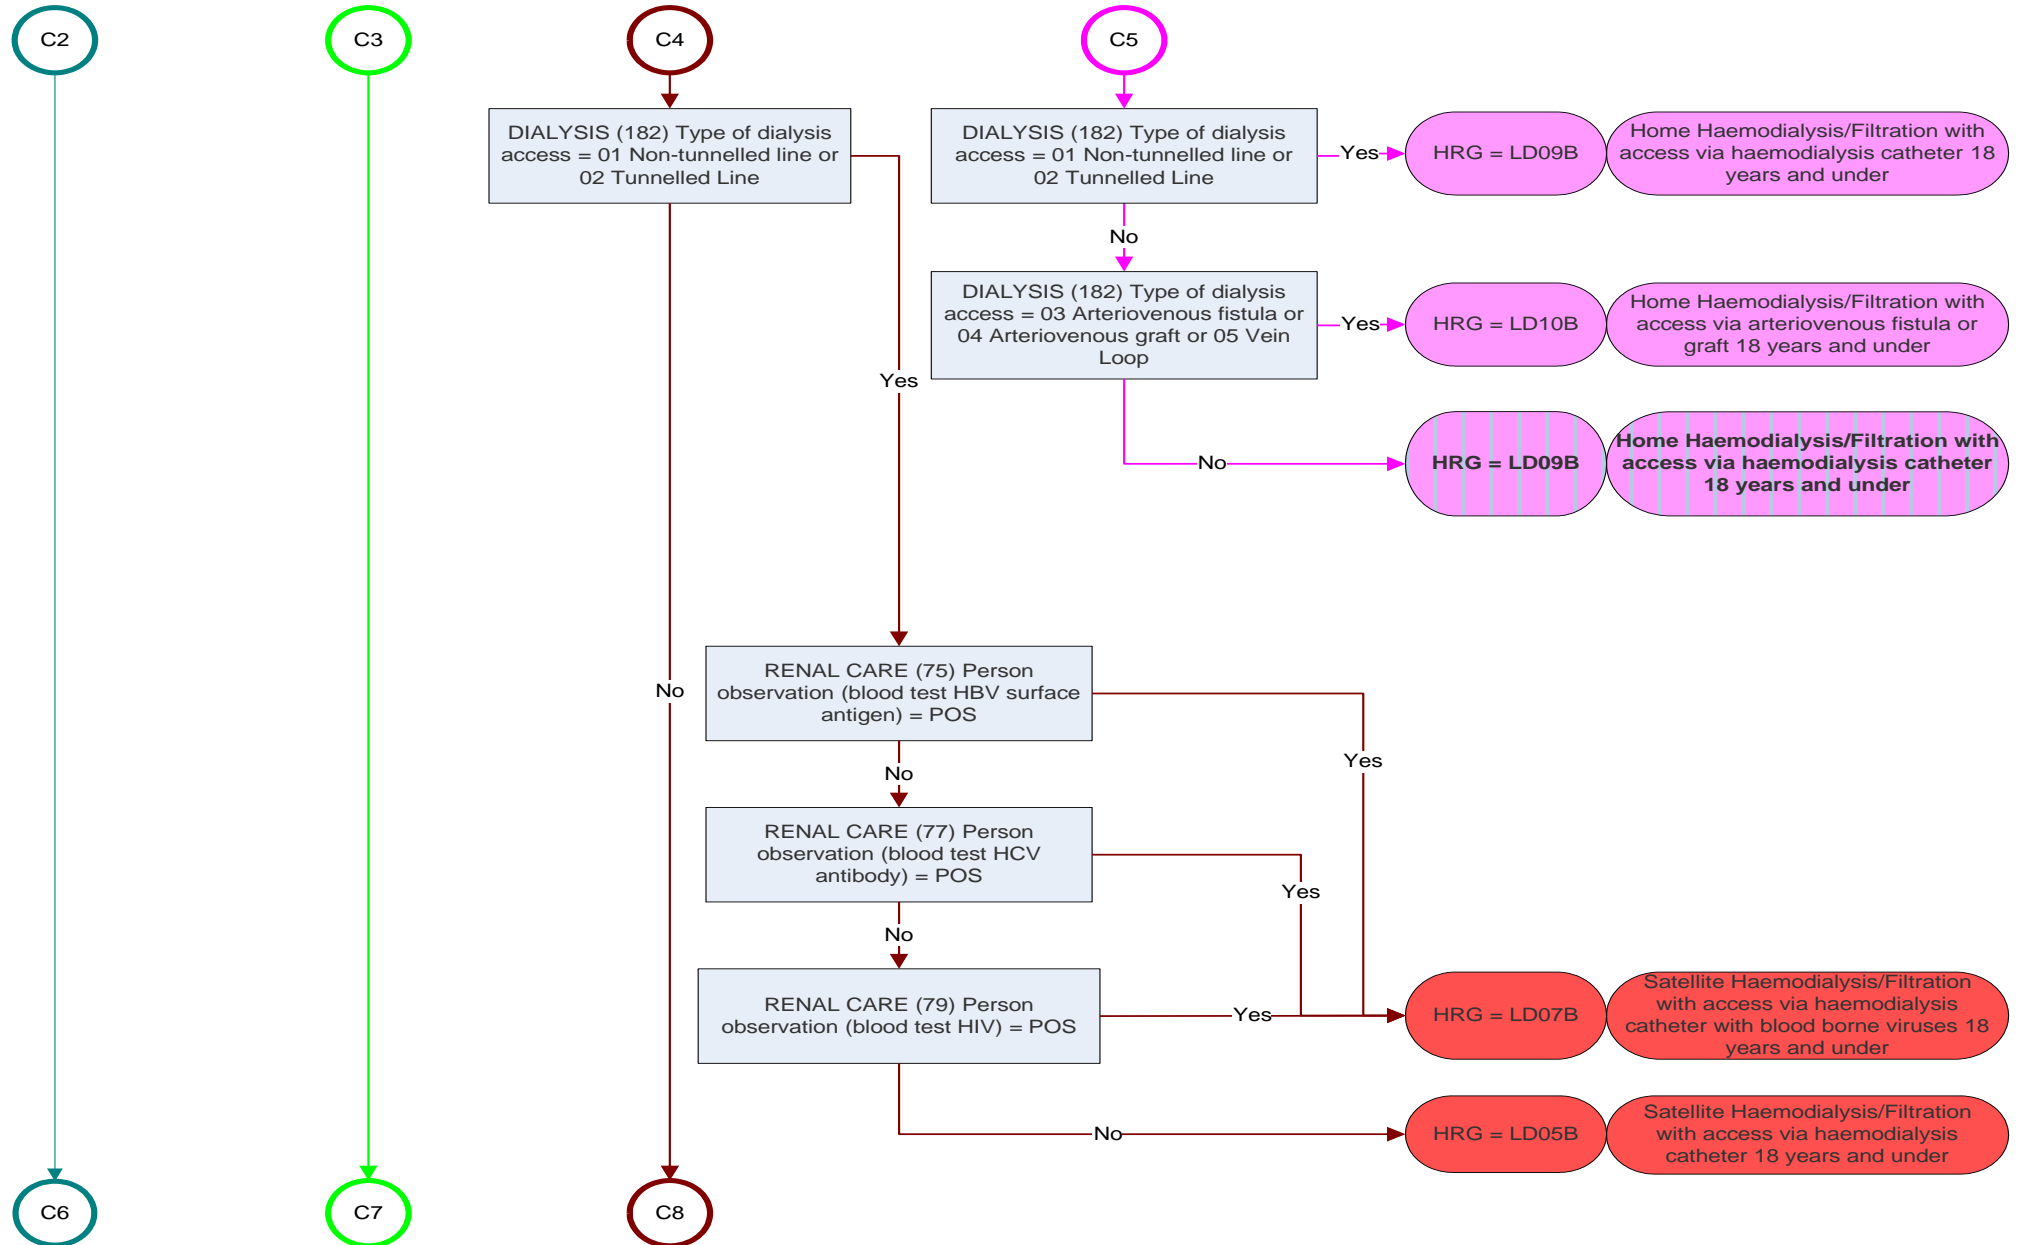 C2
C3
C4
C5
DIALYSIS (182) Type of dialysis
access = 01 Non-tunnelled line or
02 Tunnelled Line
DIALYSIS (182) Type of dialysis
access = 01 Non-tunnelled line or
02 Tunnelled Line
Yes
HRG = LD09B
Home Haemodialysis/Filtration with
access via haemodialysis catheter 18
years and under
No
DIALYSIS (182) Type of dialysis
access = 03 Arteriovenous fistula or
04 Arteriovenous graft or 05 Vein
Loop
Yes
HRG = LD10B
Home Haemodialysis/Filtration with
access via arteriovenous fistula or
graft 18 years and under
Yes
No
HRG = LD09B
Home Haemodialysis/Filtration with
access via haemodialysis catheter
18 years and under
No
RENAL CARE (75) Person
observation (blood test HBV surface
antigen) = POS
Yes
No
RENAL CARE (77) Person
observation (blood test HCV
antibody) = POS
Yes
No
RENAL CARE (79) Person
observation (blood test HIV) = POS
Yes
HRG = LD07B
Satellite Haemodialysis/Filtration
with access via haemodialysis
catheter with blood borne viruses 18
years and under
No
HRG = LD05B
Satellite Haemodialysis/Filtration
with access via haemodialysis
catheter 18 years and under
C6
C7
C8